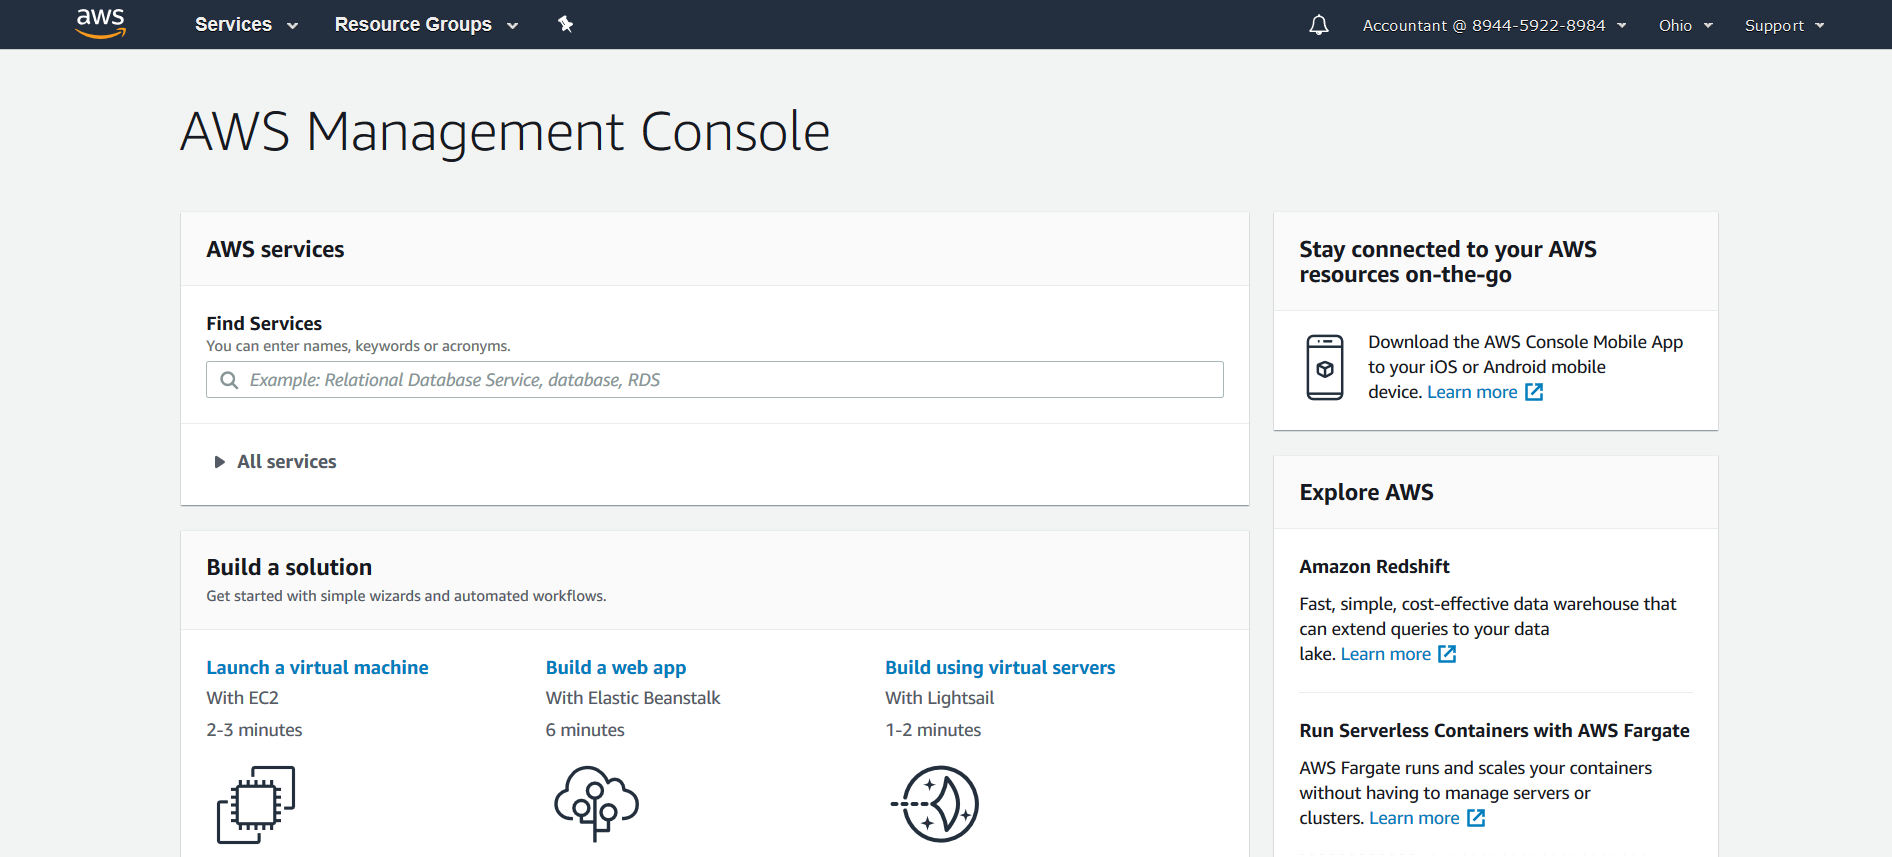 aws
Services
Resource Groups
Accountant @ 8944-5922-8984
Ohio
Support
AWS Management Console
AWS services
Find Services
You can enter names, keywords or acronyms.
Example: Relational Database Service, database, RDS
All services
Build a solution
Get started with simple wizards and automated workflows.
Launch a virtual machine
With EC2
2-3 minutes
Build a web app
With Elastic Beanstalk
6 minutes
Build using virtual servers
With Lightsail
1-2 minutes
Stay connected to your AWS
resources on-the-go
Download the AWS Console Mobile App
to your iOS or Android mobile
device. Learn more
Explore AWS
Amazon Redshift
Fast, simple, cost-effective data warehouse that
can extend queries to your data
lake. Learn more
Run Serverless Containers with AWS Fargate
AWS Fargate runs and scales your containers
without having to manage servers or
clusters. Learn more